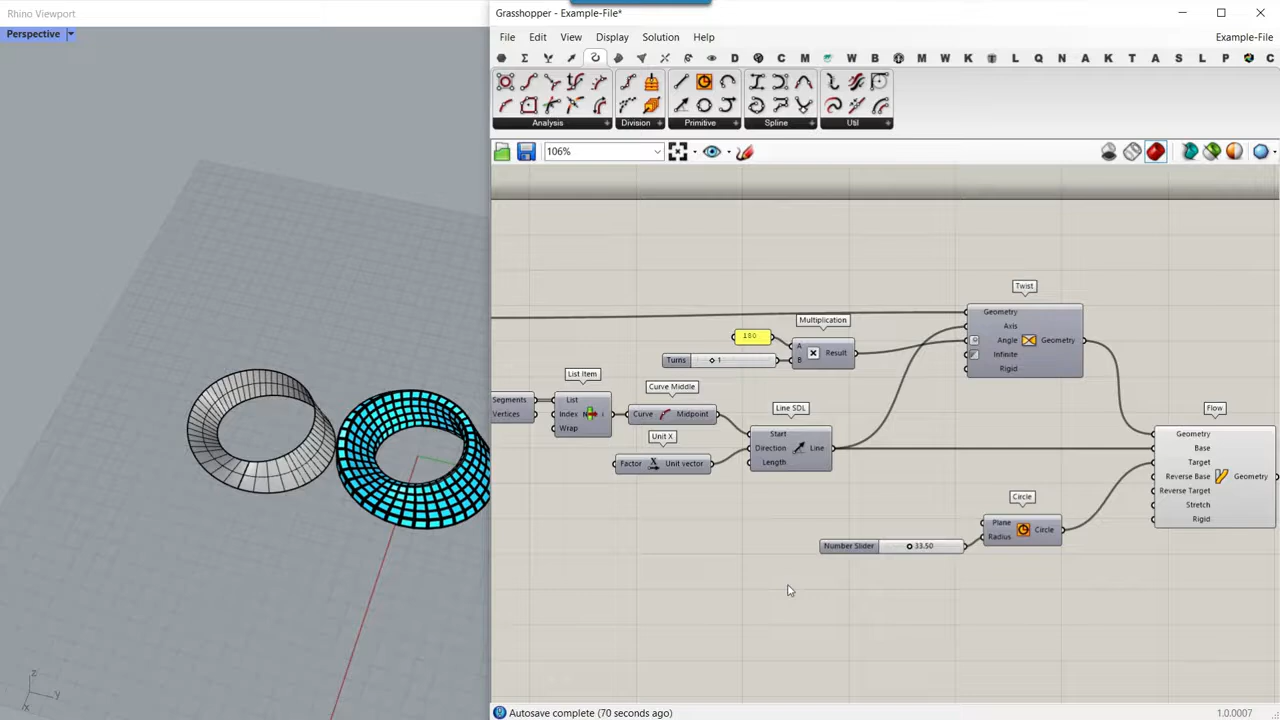 Rhino Viewport
Perspective
Grasshopper - Example-File*
File Edit View Display Solution Help
Example-File
D C M W B M W K L Q N A K T A S L P C
Analysis Division Primitive Spline Util
106%
Twist
Geometry
Axis
Angle
Infinite
Rigid
Geometry
Multiplication
180
A
B
Result
Turns 1
Segments
Vertices
List Item
List
Index
Wrap
i
Curve Middle
Curve Midpoint
Unit X
Factor Unit vector
Line SDL
Start
Direction
Length
Line
Flow
Geometry
Base
Target
Reverse Base
Reverse Target
Stretch
Rigid
Geometry
Circle
Plane
Radius
Circle
Number Slider 33.50
z
y
x
Autosave complete (70 seconds ago)
1.0.0007